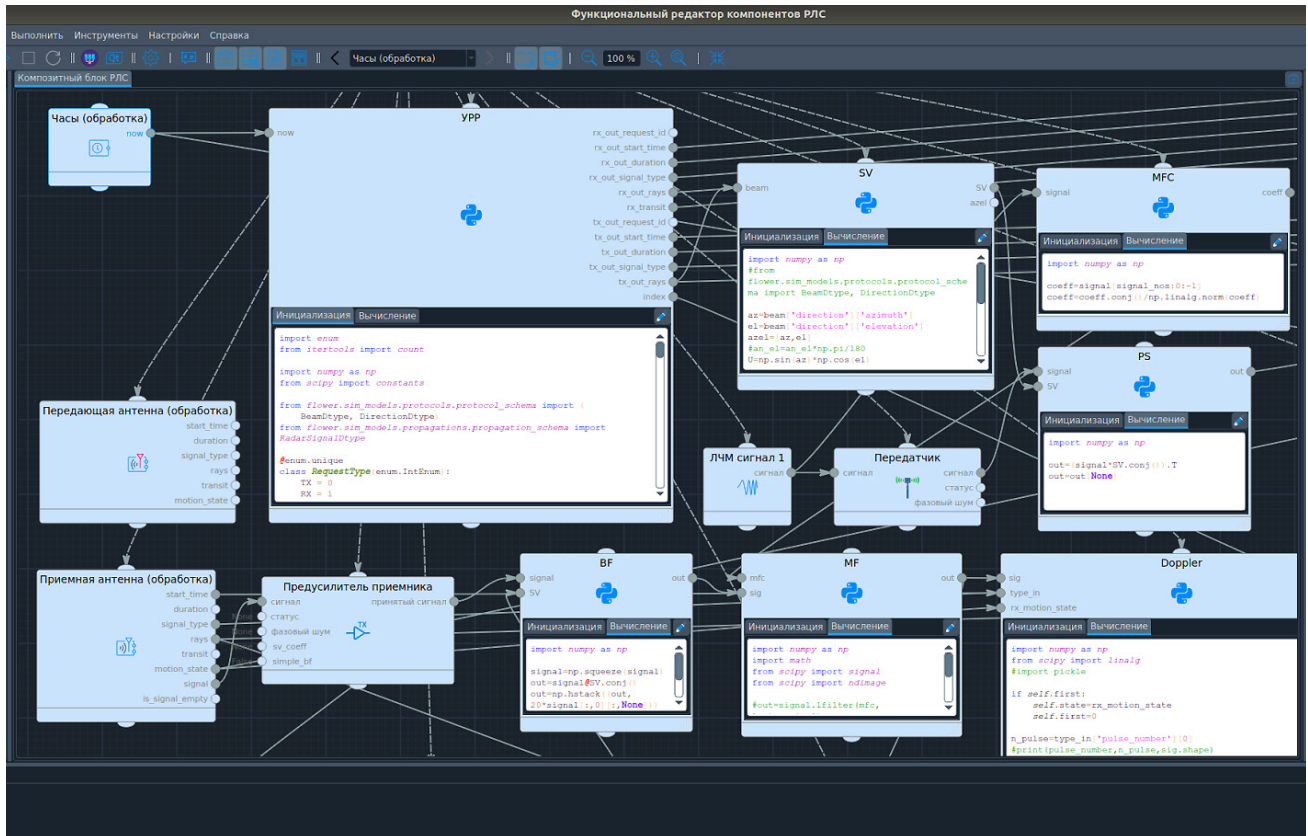 Функциональный редактор компонентов РЛС
Выполнить Инструменты Настройки Справка
Часы (обработка)
100 %
Композитный блок РЛС
Часы (обработка)
now
УРР
now
rx_out_request_id
rx_out_start_time
rx_out_duration
rx_out_signal_type
rx_out_rays
rx_transit
tx_out_request_id
tx_out_start_time
tx_out_duration
tx_out_signal_type
tx_out_rays
index
Инициализация Вычисление
import enum
from itertools import count
import numpy as np
from scipy import constants
from flower.sim_models.protocols.protocol_schema import (
BeamDtype, DirectionDtype)
from flower.sim_models.propagations.propagation_schema import
RadarSignalDtype
@enum.unique
class RequestType(enum.IntEnum):
TX = 0
RX = 1
SV
beam
SV
azel
Инициализация Вычисление
import numpy as np
#from
flower.sim_models.protocols.protocol_sche
ma import BeamDtype, DirectionDtype
az=beam['direction']['azimuth']
el=beam['direction']['elevation']
azel=[az,el]
#an_el=an_el*np.pi/180
U=np.sin(az)*np.cos(el)
MFC
signal
coeff
Инициализация Вычисление
import numpy as np
coeff=signal[signal_nos:0:-1]
coeff=coeff.conj()/np.linalg.norm(coeff)
PS
signal
SV
out
Инициализация Вычисление
import numpy as np
out=(signal*SV.conj()).T
out=out[None]
Передающая антенна (обработка)
start_time
duration
signal_type
rays
transit
motion_state
ЛЧМ сигнал 1
сигнал
Передатчик
сигнал
сигнал
статус
фазовый шум
Приемная антенна (обработка)
start_time
duration
signal_type
rays
transit
motion_state
signal
is_signal_empty
Предусилитель приемника
сигнал
принятый сигнал
None
статус
None
фазовый шум
sv_coeff
simple_bf
TX
BF
signal
SV
out
Инициализация Вычисление
import numpy as np
signal=np.squeeze(signal)
out=signal@SV.conj()
out=np.hstack((out,
20*signal[:,0][:,None]))
MF
mfc
sig
out
Инициализация Вычисление
import numpy as np
import math
from scipy import signal
from scipy import ndimage
#out=signal.lfilter(mfc,
Doppler
sig
type_in
rx_motion_state
Инициализация Вычисление
import numpy as np
from scipy import linalg
#import pickle
if self.first:
self.state=rx_motion_state
self.first=0
n_pulse=type_in['pulse_number'][0]
#print(pulse_number,n_pulse,sig.shape)